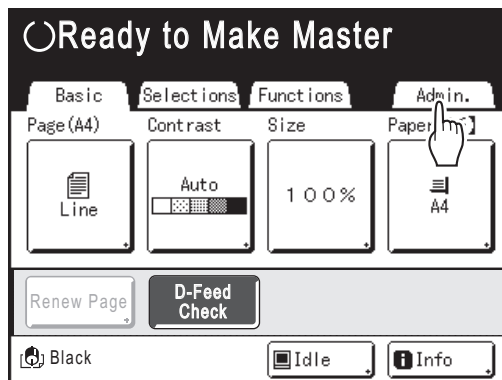 Ready to Make Master
Basic Selections Functions Admin.
Page(A4) Contrast Size Paper
Line Auto 100% A4
Renew Page D-Feed Check
Black Idle Info